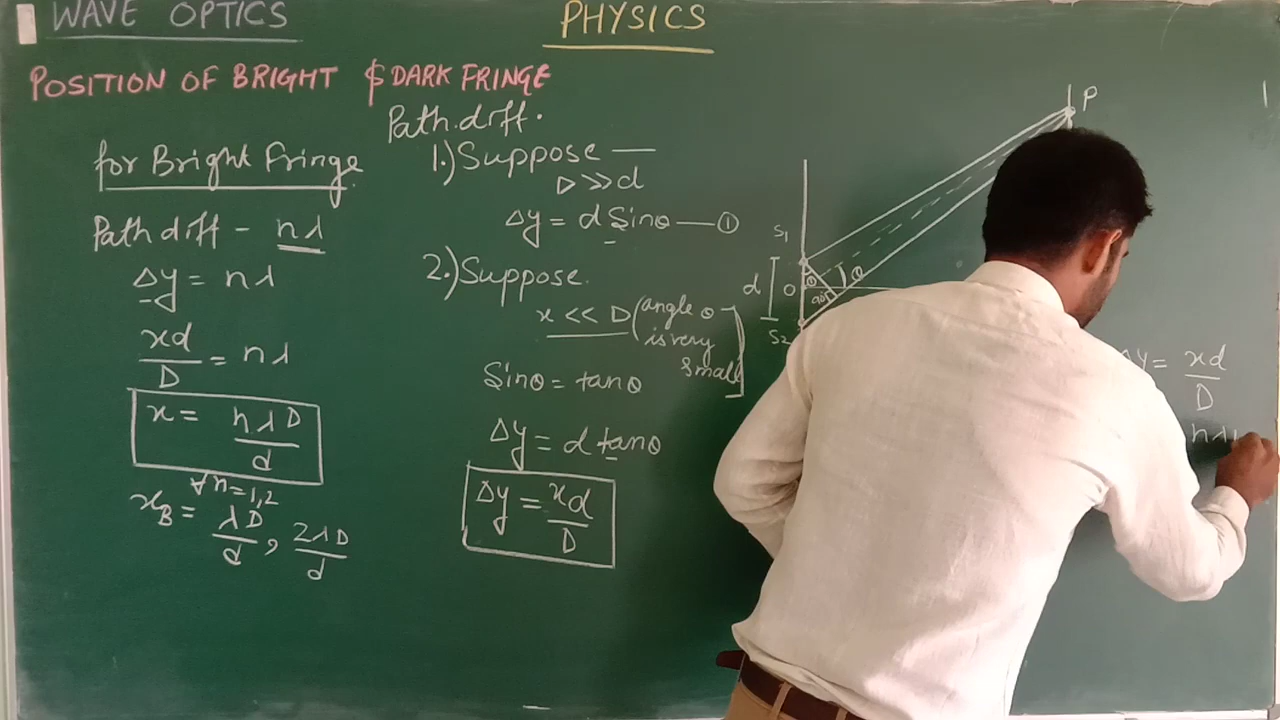 WAVE OPTICS
PHYSICS
POSITION OF BRIGHT & DARK FRINGE
for Bright Fringe
Path diff - nλ
Δy = nλ
xd/D = nλ
x = nλD/d
∀ n=1,2
x_B = λD/d, 2λD/d
Path.diff.
1.) Suppose —
D >> d
Δy = d Sinθ — ①
2.) Suppose.
x << D (angle θ
is very
small
Sinθ = tanθ
Δy = d tanθ
Δy = xd/D
P
S1
d
O
θ
θ
90°
S2
Δy = xd/D
nλ